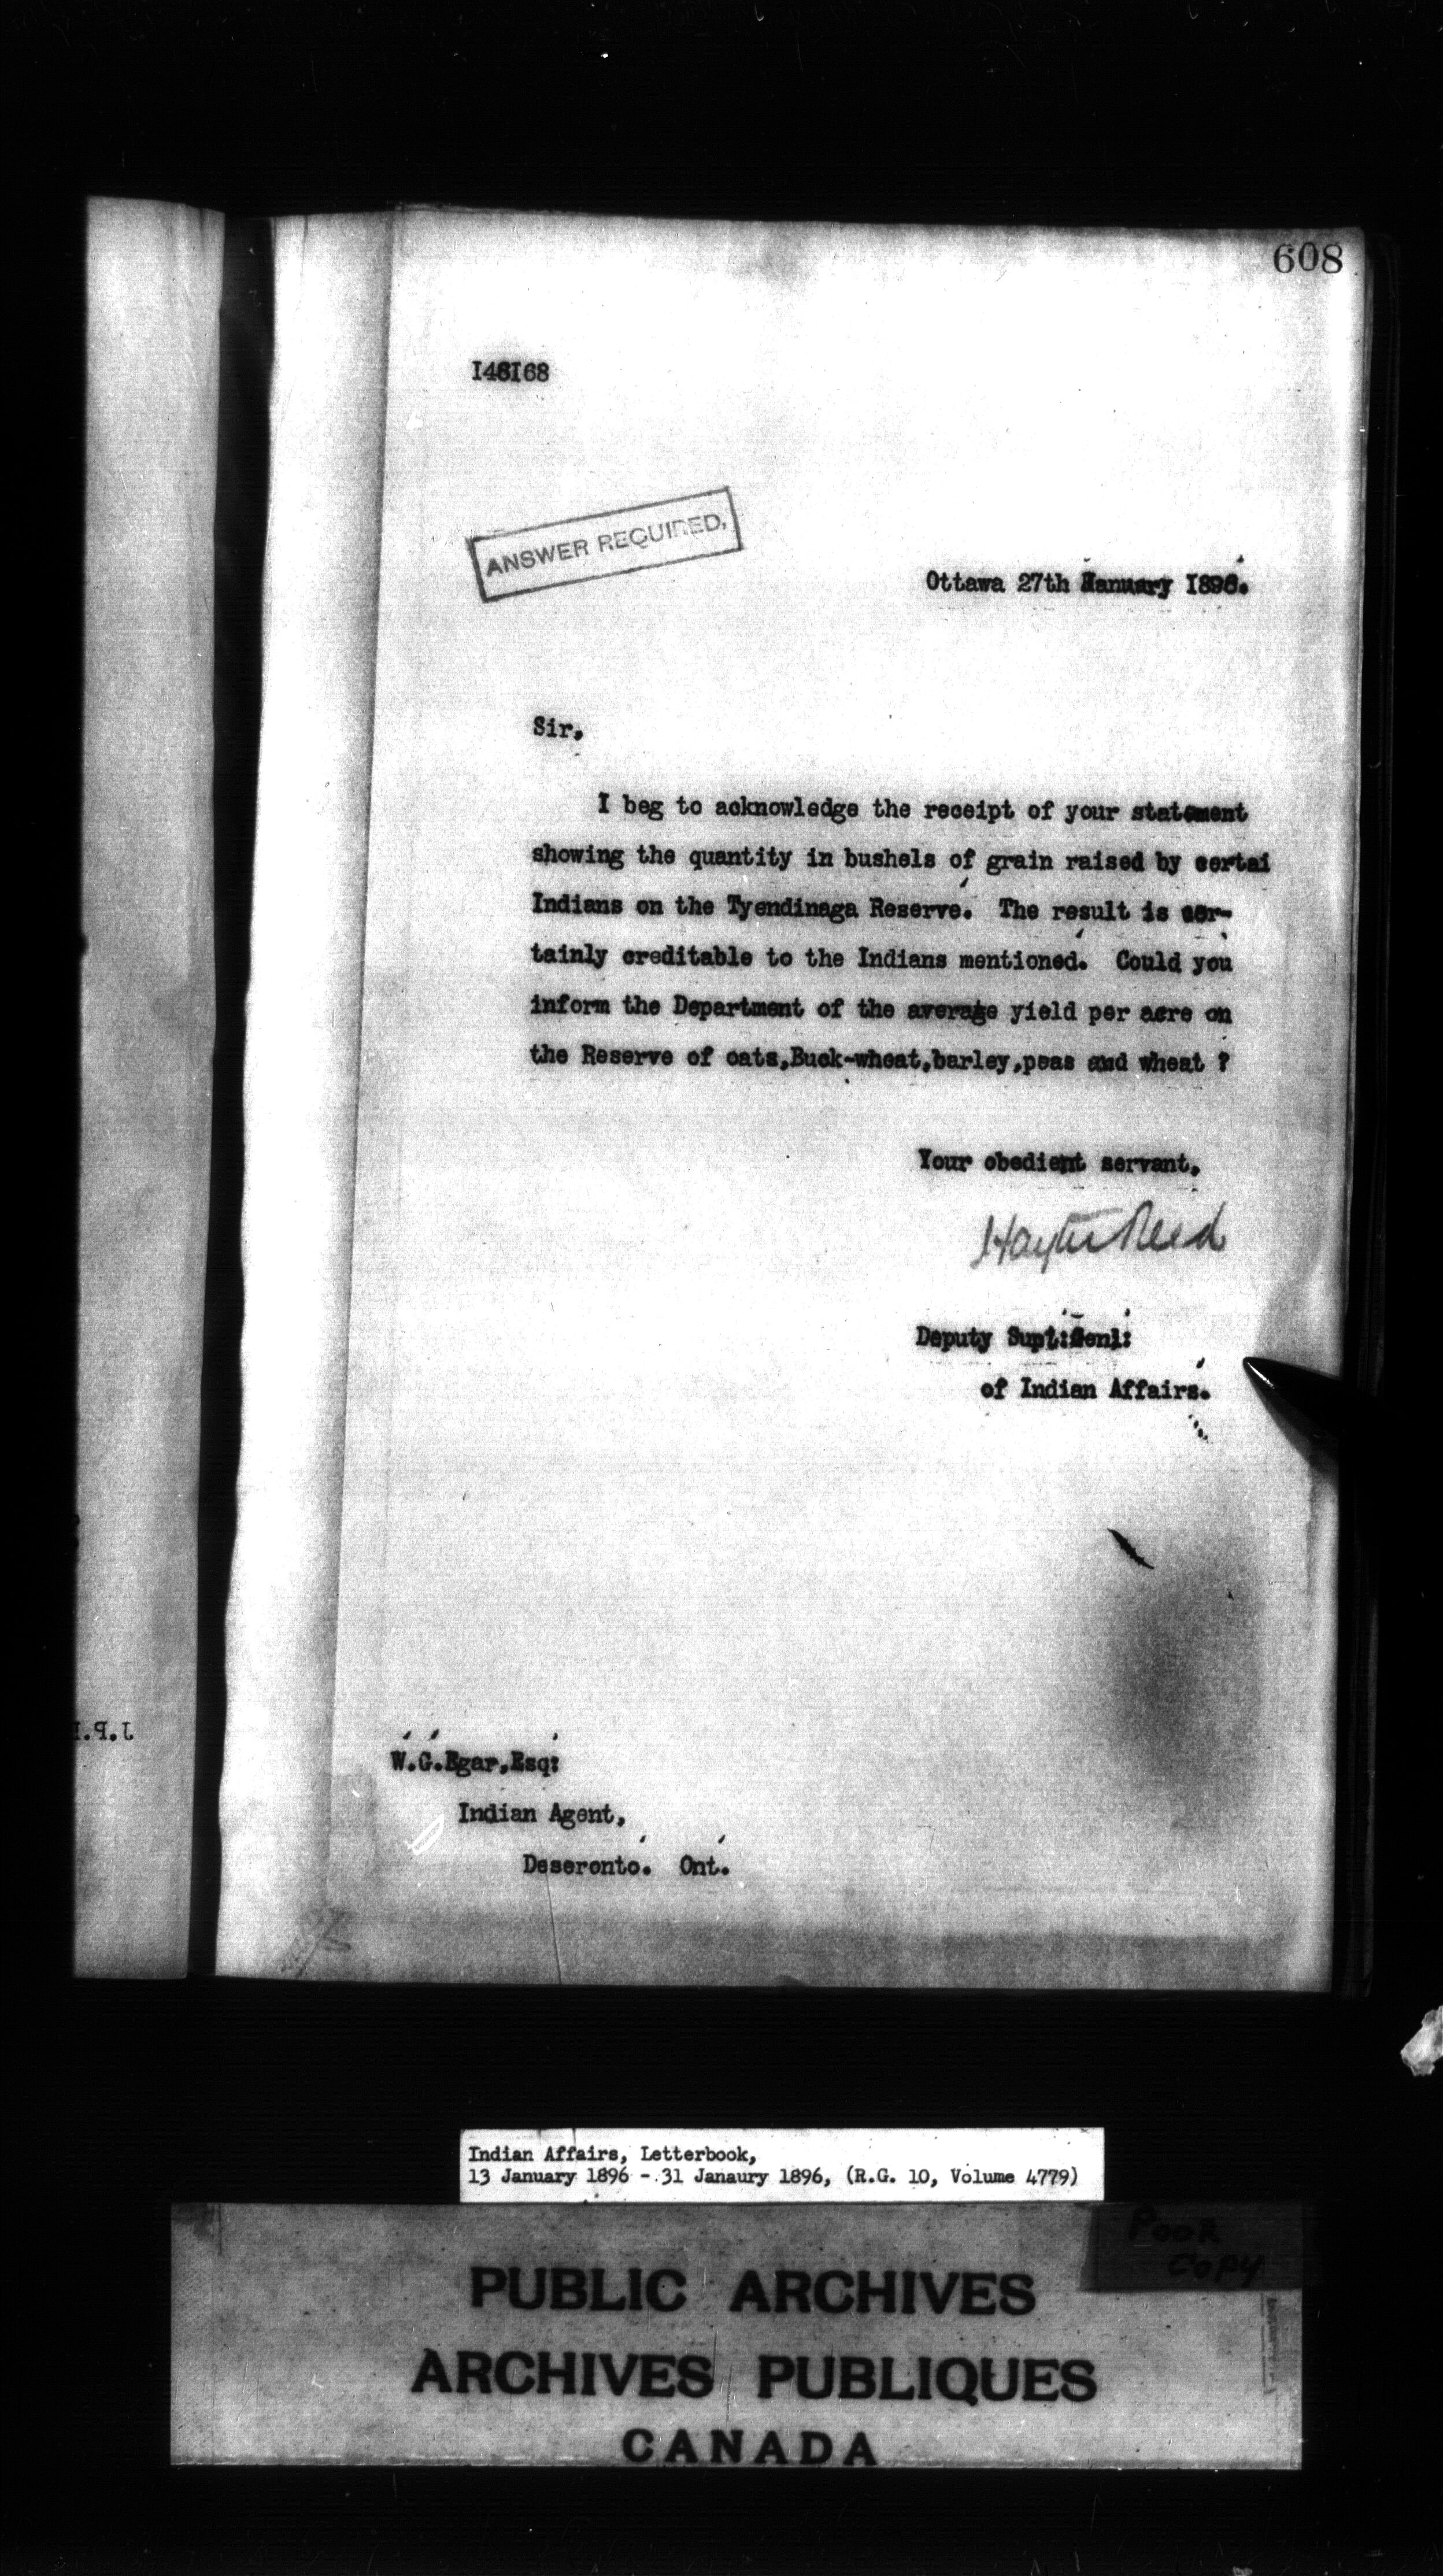 608
I46I68
ANSWER REQUIRED.
Ottawa 27th January I896.
Sir,
I beg to acknowledge the receipt of your statement
showing the quantity in bushels of grain raised by certai
Indians on the Tyendinaga Reserve. The result is cer-
tainly creditable to the Indians mentioned. Could you
inform the Department of the average yield per acre on
the Reserve of oats,Buck-wheat,barley,peas and wheat ?
Your obedient servant,
Hayter Reed
Deputy Supt:Genl:
of Indian Affairs.
W.G.Egar,Esq:
Indian Agent,
Deseronto. Ont.
Indian Affairs, Letterbook,
13 January 1896 - 31 Janaury 1896, (R.G. 10, Volume 4779)
POOR
COPY
PUBLIC ARCHIVES
ARCHIVES PUBLIQUES
CANADA